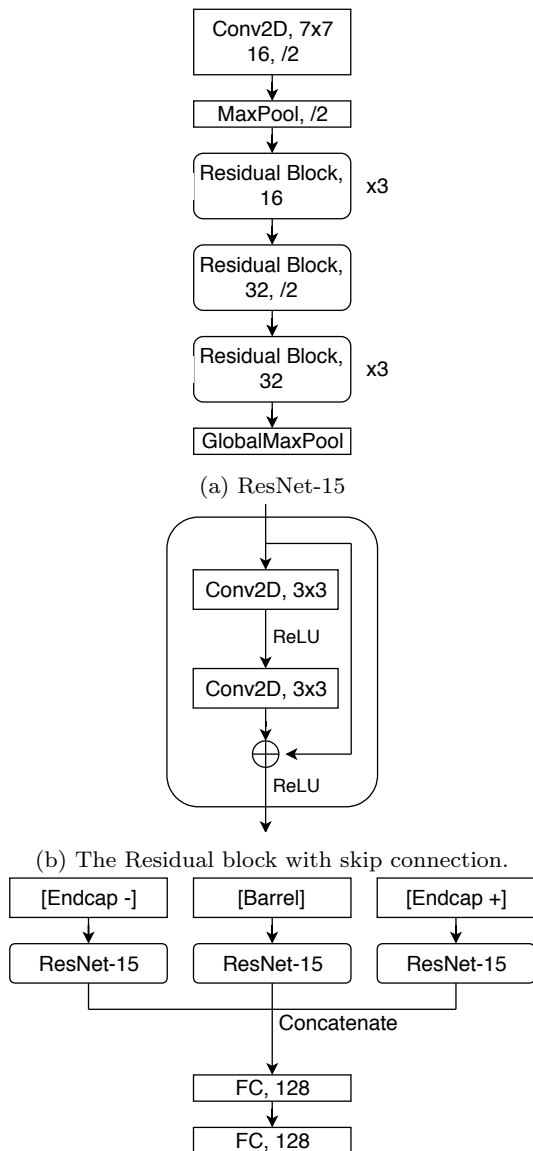 Conv2D, 7x7
16, /2
MaxPool, /2
Residual Block,
16
x3
Residual Block,
32, /2
Residual Block,
32
x3
GlobalMaxPool
(a) ResNet-15
Conv2D, 3x3
ReLU
Conv2D, 3x3
ReLU
(b) The Residual block with skip connection.
[Endcap -]
[Barrel]
[Endcap +]
ResNet-15
ResNet-15
ResNet-15
Concatenate
FC, 128
FC, 128